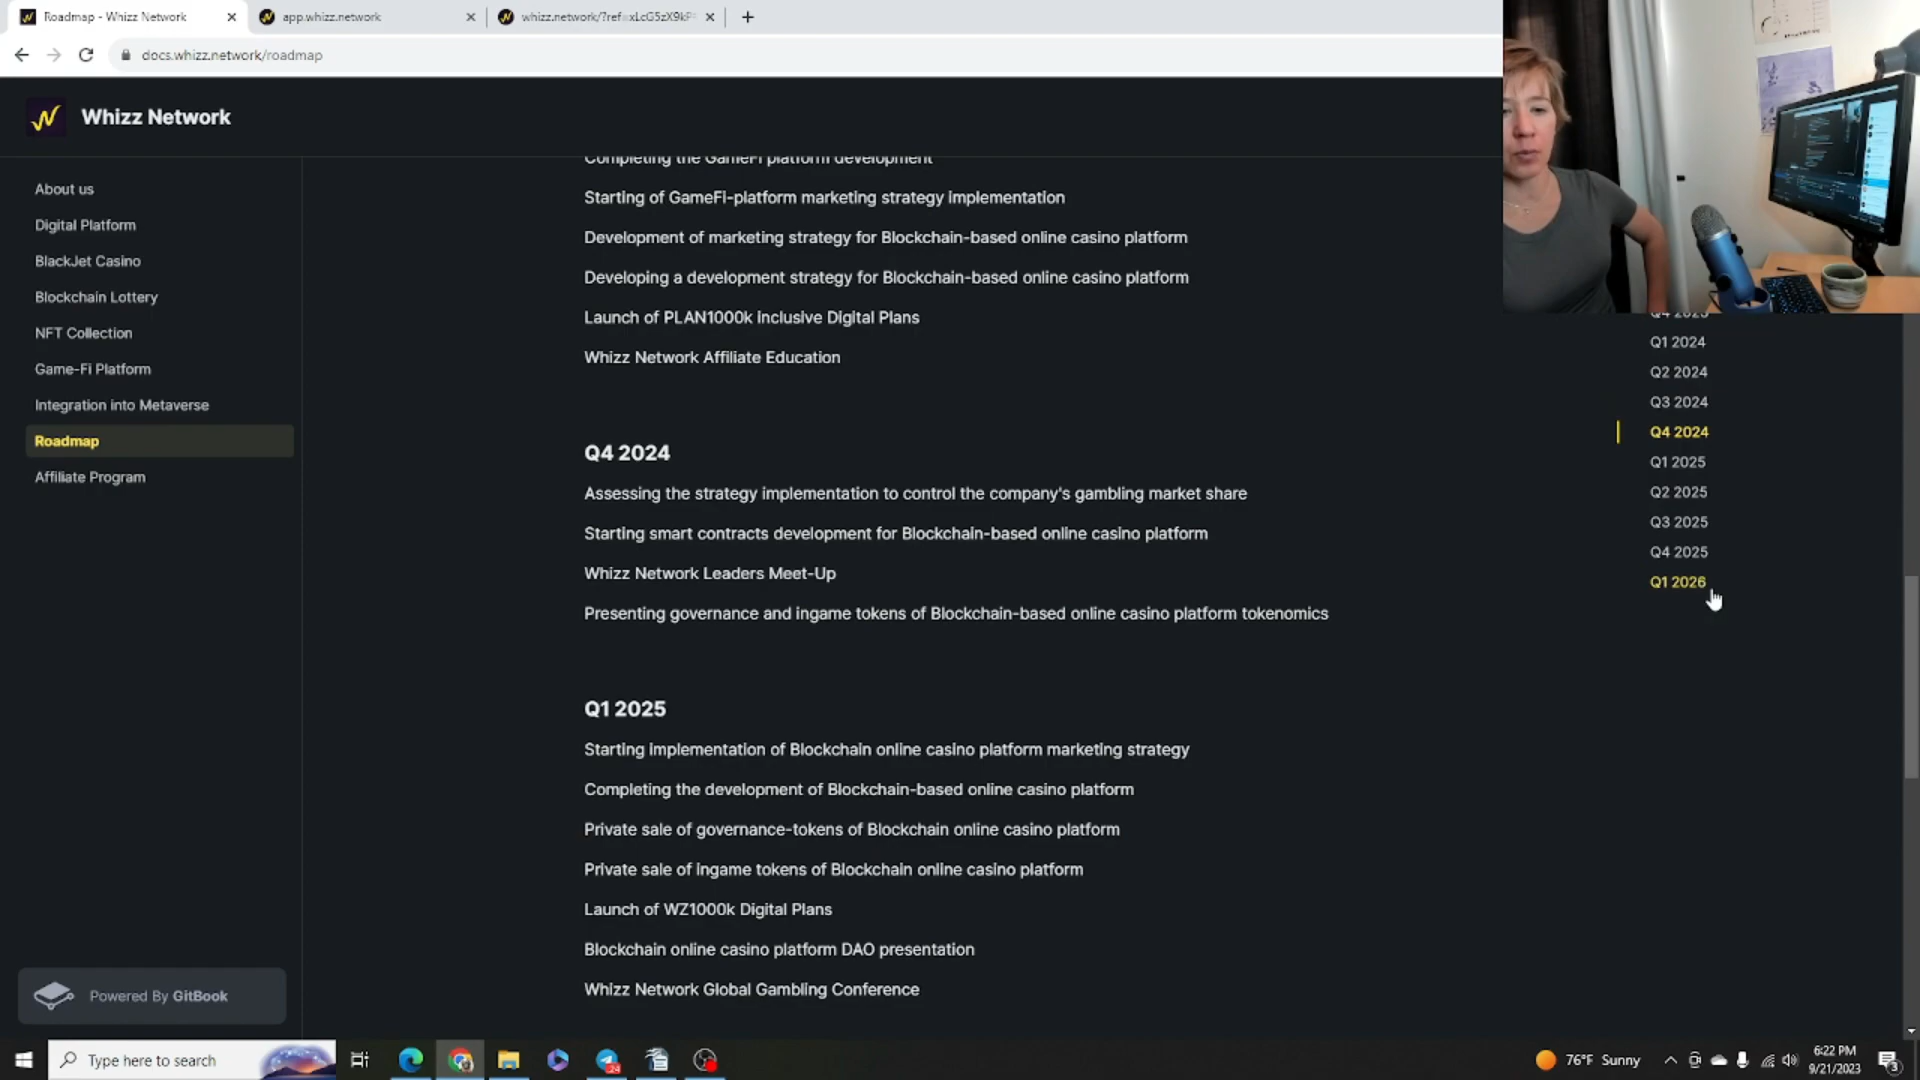 Roadmap - Whizz Network
app.whizz.network
docs.whizz.network/roadmap
Whizz Network
About us
Digital Platform
BlackJet Casino
Blockchain Lottery
NFT Collection
Game-Fi Platform
Integration into Metaverse
Roadmap
Affiliate Program
Powered By GitBook
Completing the GameFi platform development
Starting of GameFi-platform marketing strategy implementation
Development of marketing strategy for Blockchain-based online casino platform
Developing a development strategy for Blockchain-based online casino platform
Launch of PLAN1000k inclusive Digital Plans
Whizz Network Affiliate Education
Q4 2024
Assessing the strategy implementation to control the company's gambling market share
Starting smart contracts development for Blockchain-based online casino platform
Whizz Network Leaders Meet-Up
Presenting governance and ingame tokens of Blockchain-based online casino platform tokenomics
Q1 2025
Starting implementation of Blockchain online casino platform marketing strategy
Completing the development of Blockchain-based online casino platform
Private sale of governance-tokens of Blockchain online casino platform
Private sale of ingame tokens of Blockchain online casino platform
Launch of WZ1000k Digital Plans
Blockchain online casino platform DAO presentation
Whizz Network Global Gambling Conference
Q4 2023
Q1 2024
Q2 2024
Q3 2024
Q4 2024
Q1 2025
Q2 2025
Q3 2025
Q4 2025
Q1 2026
Type here to search
24
76°F Sunny
6:22 PM
9/21/2023
3